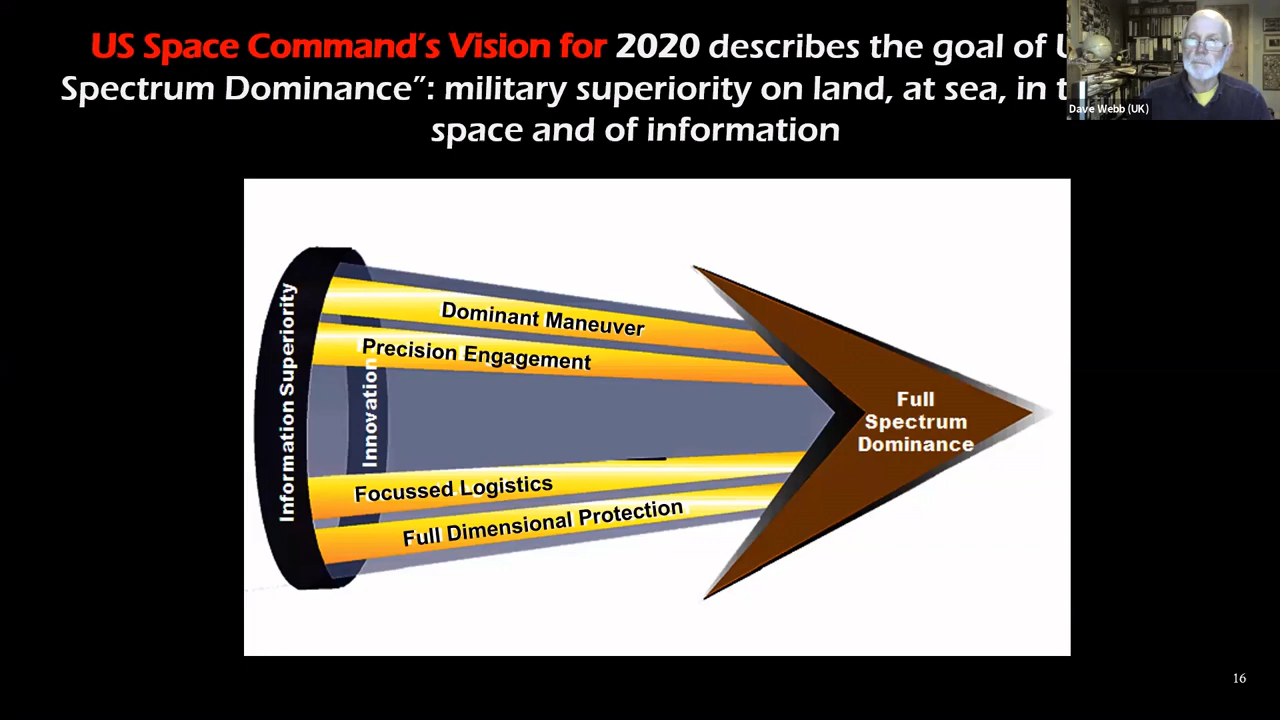 US Space Command’s Vision for 2020 describes the goal of
Spectrum Dominance”: military superiority on land, at sea, in
space and of information
Dave Webb (UK)
Information Superiority
Innovation
Dominant Maneuver
Precision Engagement
Focussed Logistics
Full Dimensional Protection
Full
Spectrum
Dominance
16